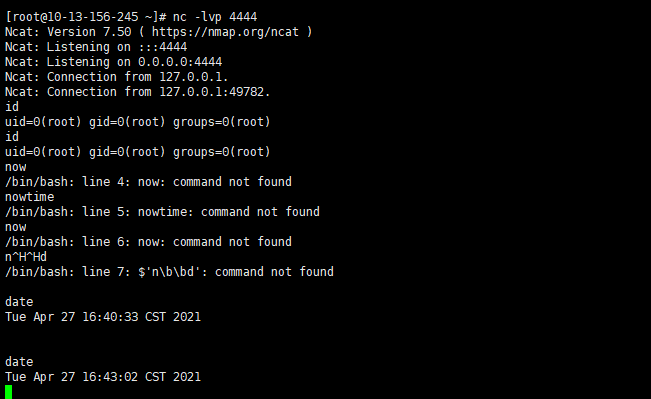 [root@10-13-156-245 ~]# nc -lvp 4444
Ncat: Version 7.50 ( https://nmap.org/ncat )
Ncat: Listening on :::4444
Ncat: Listening on 0.0.0.0:4444
Ncat: Connection from 127.0.0.1.
Ncat: Connection from 127.0.0.1:49782.
id
uid=0(root) gid=0(root) groups=0(root)
id
uid=0(root) gid=0(root) groups=0(root)
now
/bin/bash: line 4: now: command not found
nowtime
/bin/bash: line 5: nowtime: command not found
now
/bin/bash: line 6: now: command not found
n^H^Hd
/bin/bash: line 7: $'n\b\bd': command not found
date
Tue Apr 27 16:40:33 CST 2021
date
Tue Apr 27 16:43:02 CST 2021